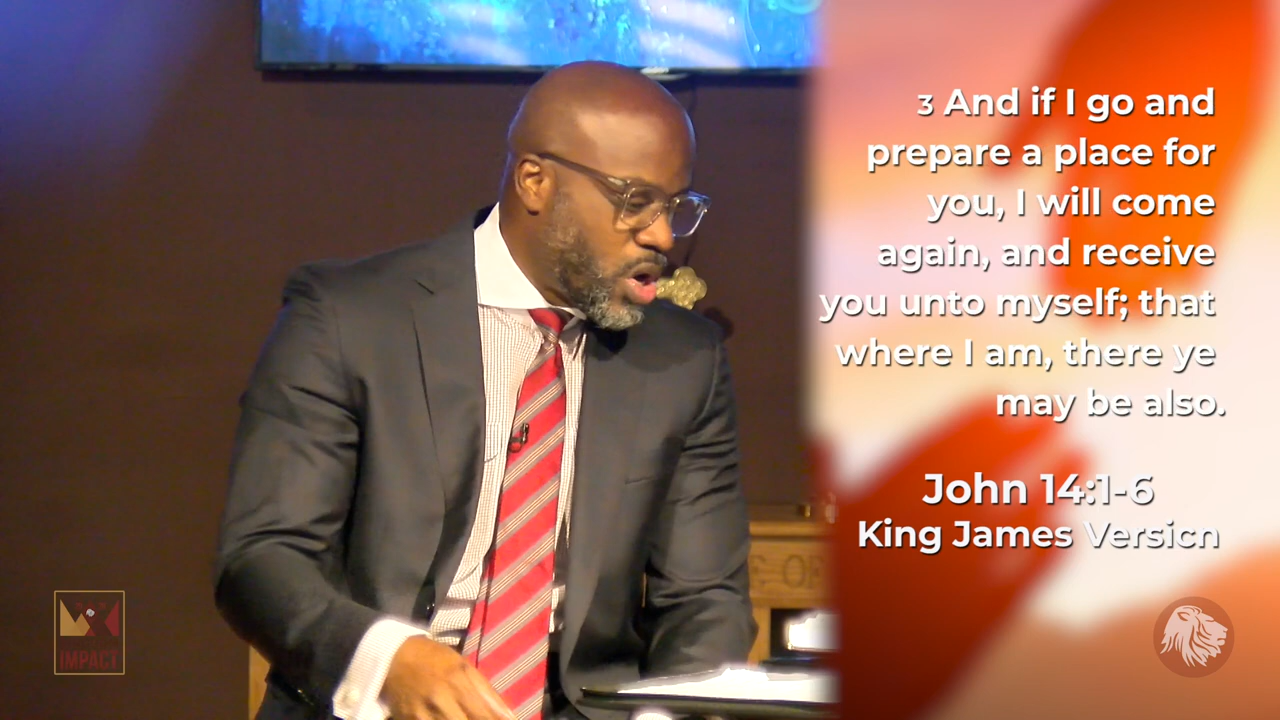 3 And if I go and
prepare a place for
you, I will come
again, and receive
you unto myself; that
where I am, there ye
may be also.
John 14:1-6
King James Version
OF
IMPACT